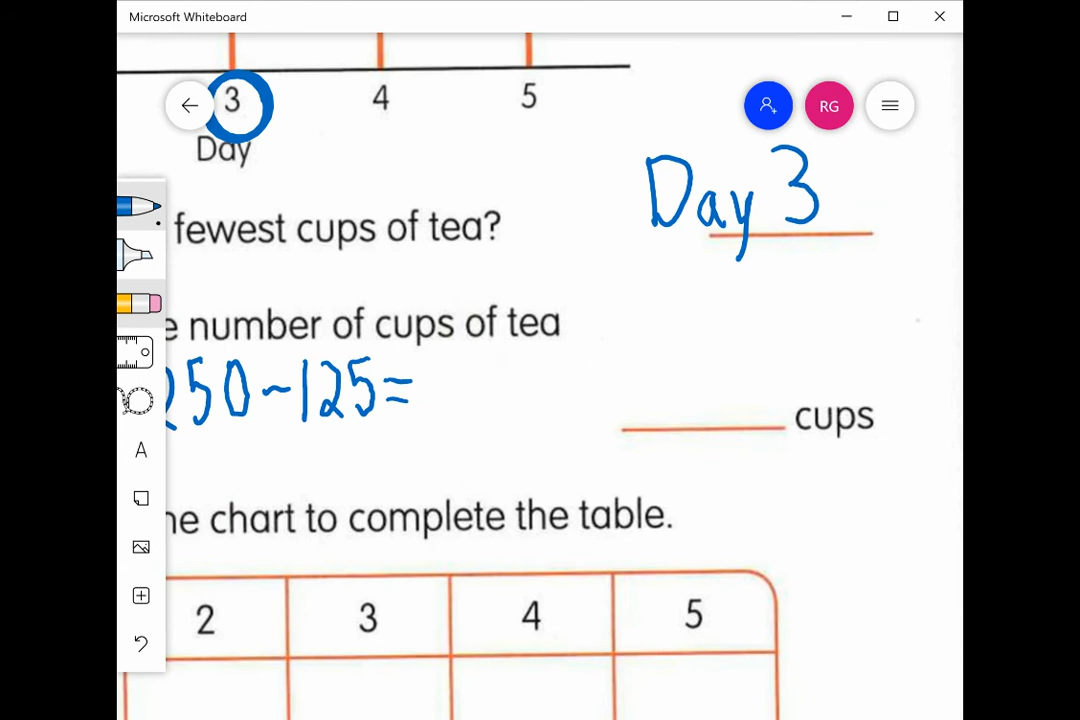 Microsoft Whiteboard
3 4 5
Day
RG
Day 3
fewest cups of tea?
e number of cups of tea
250-125=
cups
A
he chart to complete the table.
2 3 4 5